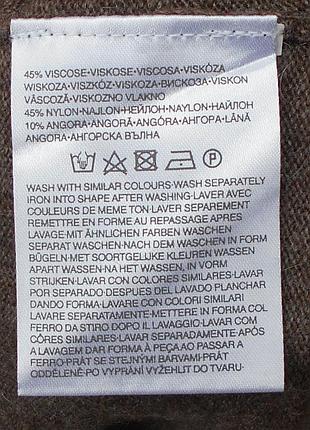 45% VISCOSE·VISKOSE·VISCOSA·VISKÓZA
WISKOZA·VISZKÓZ·VISKOZA·ВИСКОЗА·VISKON
VÂSCOZĂ·VISKOZNO VLAKNO
45% NYLON·NAJLON·НЕЙЛОН·NAYLON·НАЙЛОН
10% ANGORA·ANGORÁ·ANGÓRA·АНГОРА·LÂNĂ
ANGORA·АНГОРСКА ВЪЛНА
P
WASH WITH SIMILAR COLOURS·WASH SEPARATELY
IRON INTO SHAPE AFTER WASHING·LAVER AVEC
COULEURS DE MEME TON·LAVER SEPAREMENT
REMETTRE EN FORME AU REPASSAGE APRES
LAVAGE·MIT ÄHNLICHEN FARBEN WASCHEN
SEPARAT WASCHEN·NACH DEM WASCHEN IN FORM
BÜGELN·MET SOORTGELIJKE KLEUREN WASSEN
APART WASSEN·NA HET WASSEN, IN VORM
STRIJKEN·LAVAR CON COLORES SIMILARES·LAVAR
POR SEPARADO·DESPUES DEL LAVADO PLANCHAR
DANDO FORMA·LAVARE CON COLORI SIMILARI
LAVARE SEPARATAMENTE·METTERE IN FORMA COL
FERRO DA STIRO DOPO IL LAVAGGIO·LAVAR COM
CÔRES SIMILARES·LAVAR SEPARADAMENTE·APÓS
A LAVAGEM DAR FORMA À PEÇA AO PASSAR A
FERRO·PRÁT SE STEJNÝMI BARVAMI·PRÁT
ODDĚLENĚ·PO VYPRÁNÍ VYŽEHLIT DO TVARU·